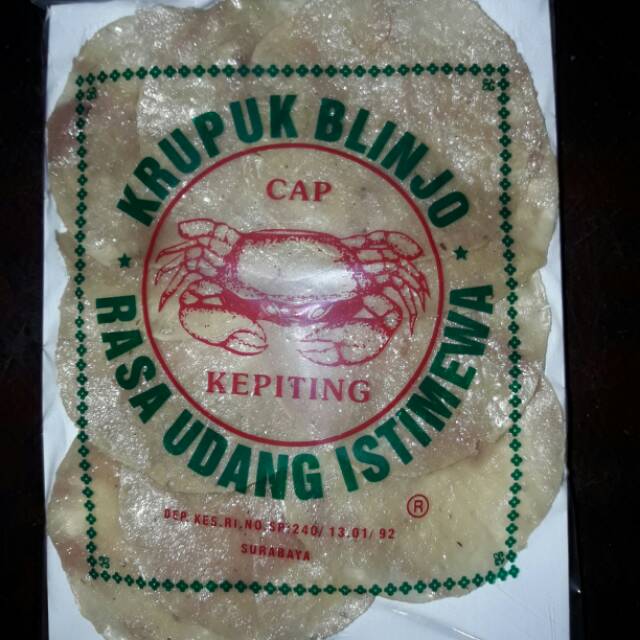 KRUPUK BLINJO
CAP
KEPITING
RASA UDANG ISTIMEWA
®
DEP.KES.RI.NO.SP:240/ 13.01/ 92
SURABAYA